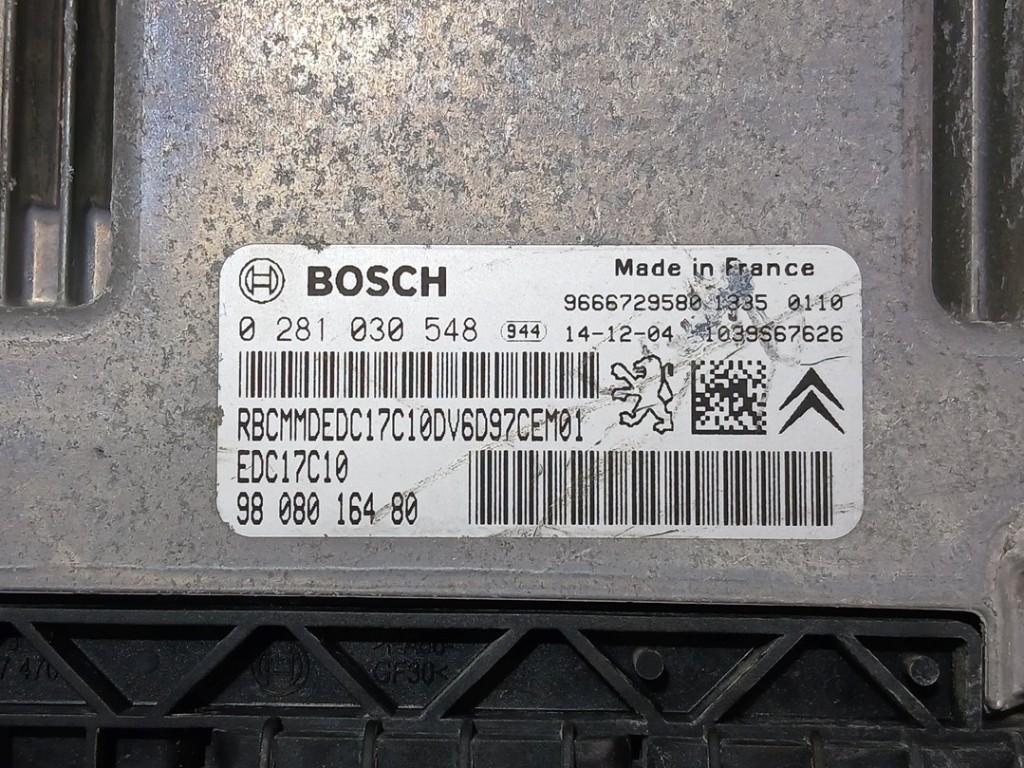 BOSCH
Made in France
9666729580 1335 0110
0 281 030 548 944 14-12-04 1039S67626
RBCMMDEDC17C10DV6D97CEM01
EDC17C10
98 080 164 80
GF30<